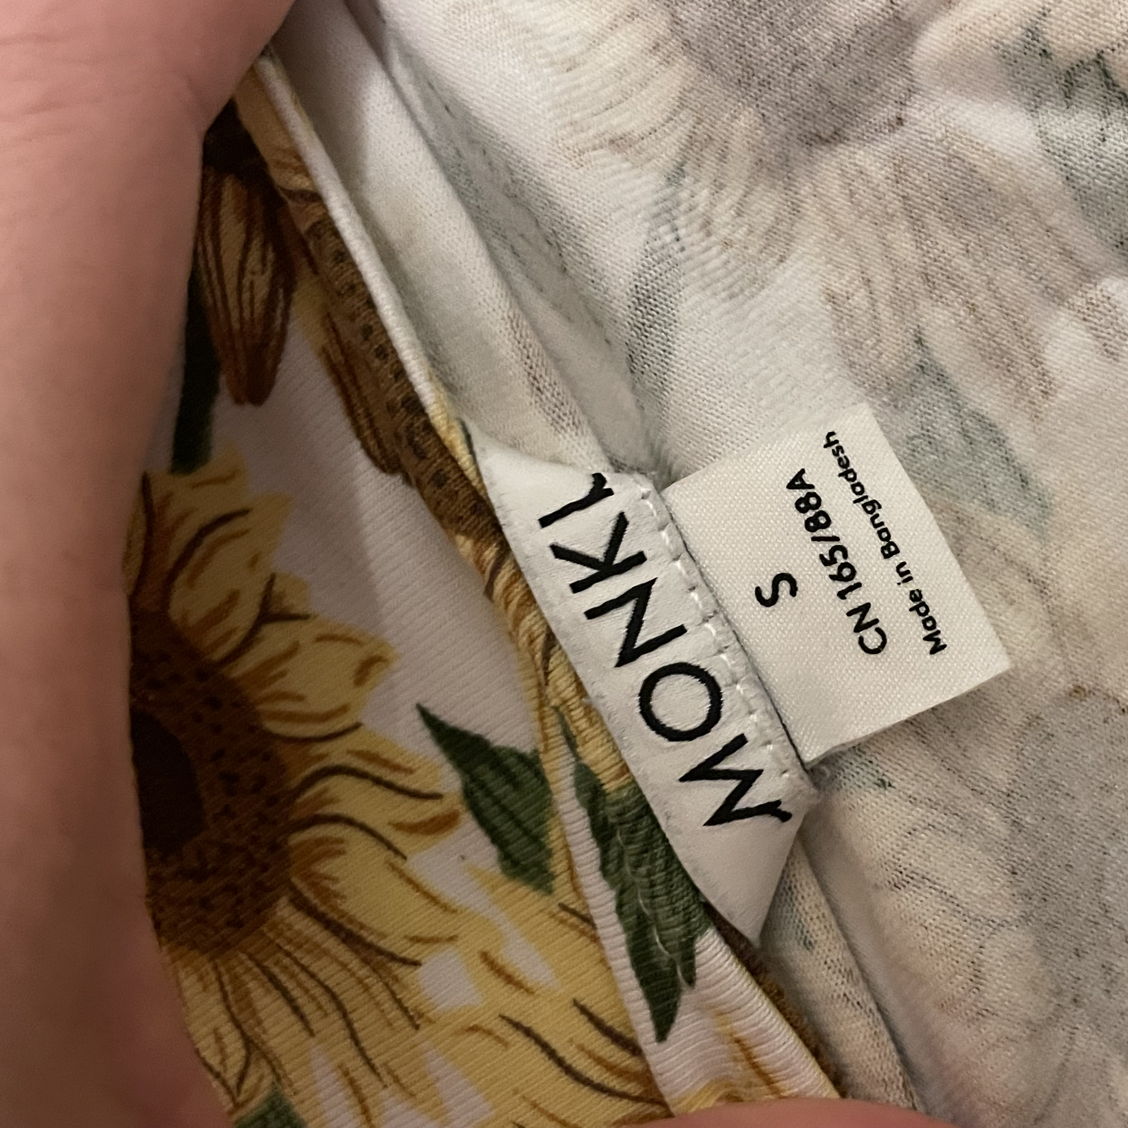 MONKI
S
CN 165/88A
Made in Bangladesh